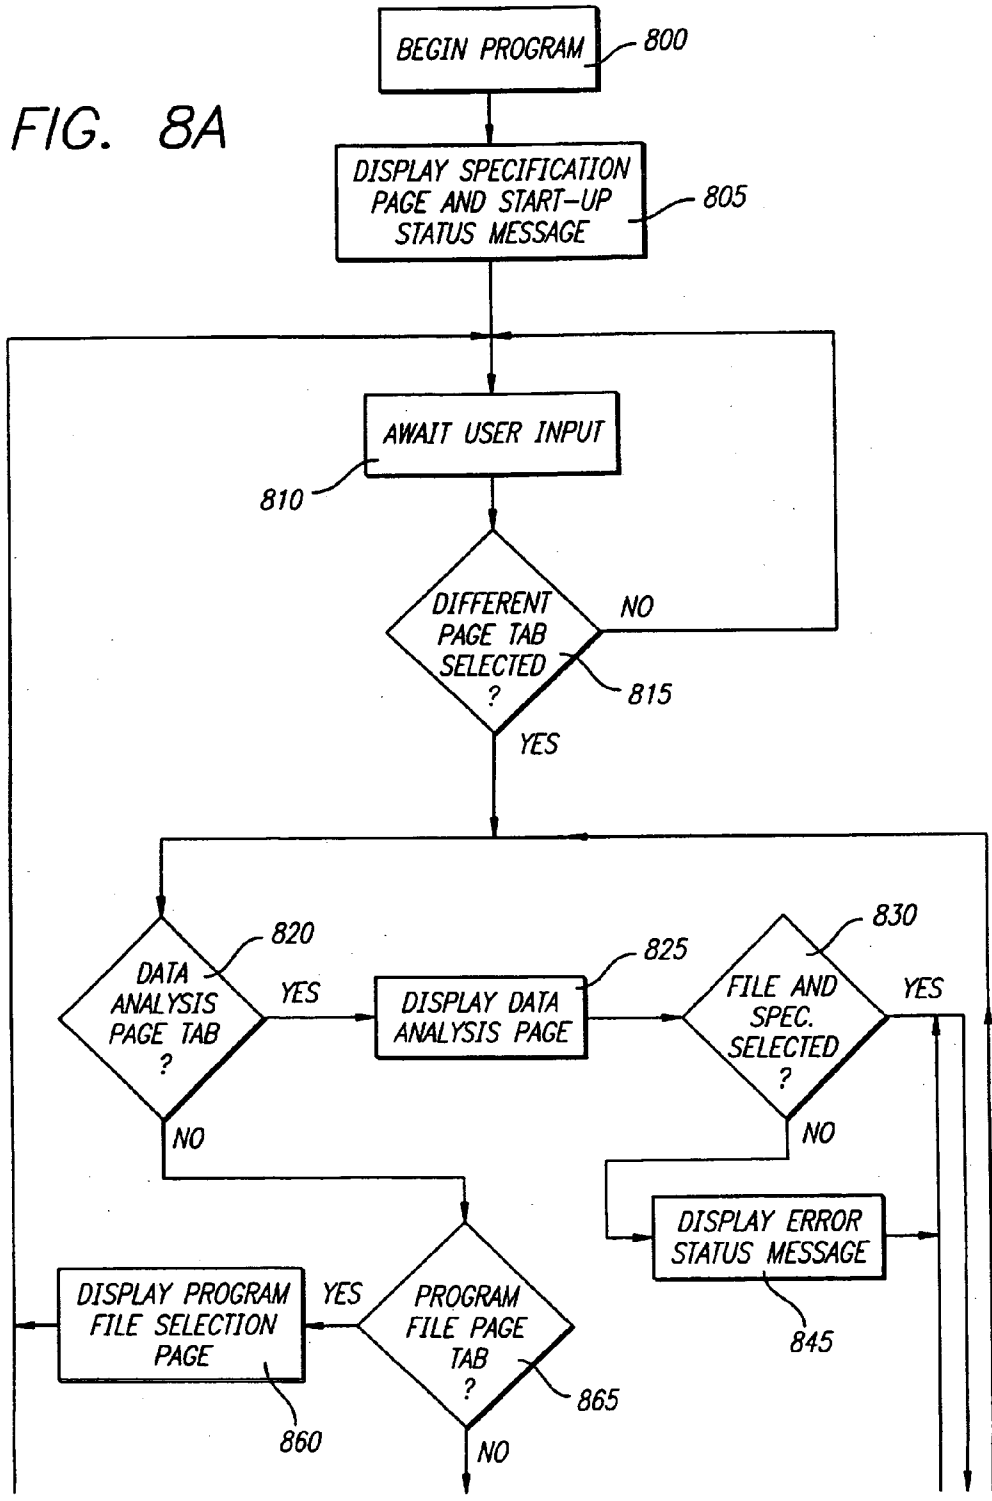 BEGIN PROGRAM
800
FIG. 8A
DISPLAY SPECIFICATION
PAGE AND START-UP
STATUS MESSAGE
805
AWAIT USER INPUT
810
DIFFERENT
PAGE TAB
SELECTED
?
NO
815
YES
820
DATA
ANALYSIS
PAGE TAB
?
YES
825
DISPLAY DATA
ANALYSIS PAGE
830
FILE AND
SPEC.
SELECTED
?
YES
NO
NO
DISPLAY ERROR
STATUS MESSAGE
845
DISPLAY PROGRAM
FILE SELECTION
PAGE
860
YES
PROGRAM
FILE PAGE
TAB
?
865
NO